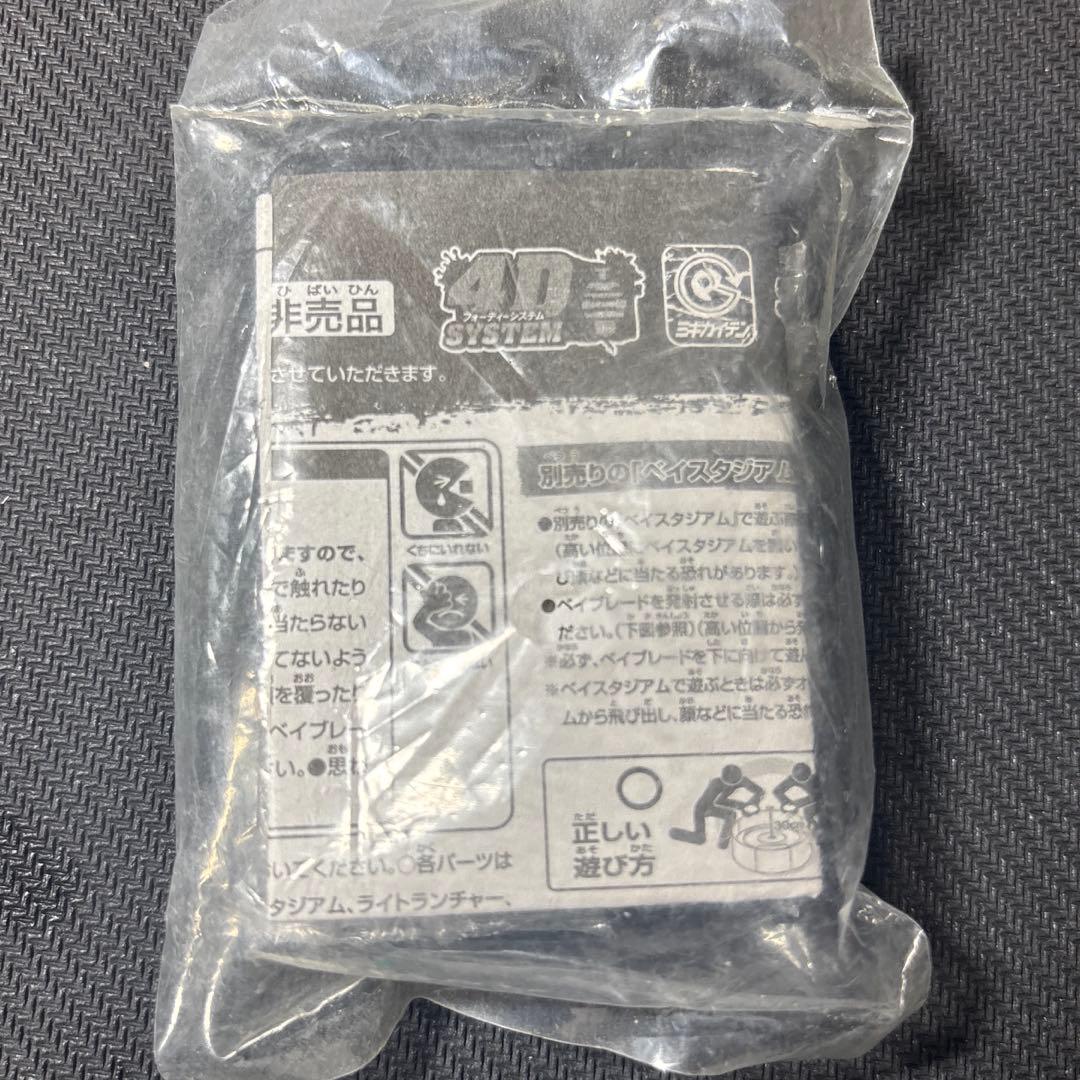 ひばいひん
非売品
4D
フォーディーシステム
SYSTEM
ミギカイテン
させていただきます。
ますので、
で触れたり
当たらない
てないよう
を覆ったり
ベイブレー
い。●思わ
くちにいれない
別売りの「ベイスタジアム
●別売りの「ベイスタジアム」で遊ぶ
(高い位置 ベイスタジアムを
び顔などに当たる恐れがあります。)
●ベイブレードを発射させる際は必ず
ださい。(下図参照)(高い位置から
※必ず、ベイブレードを下に向けて遊
※ベイスタジアムで遊ぶときは必ず
ムから飛び出し、顔などに当たる恐
ただ
正しい
あそ かた
遊び方
いでください。○各パーツは
タジアム、ライトランチャー、